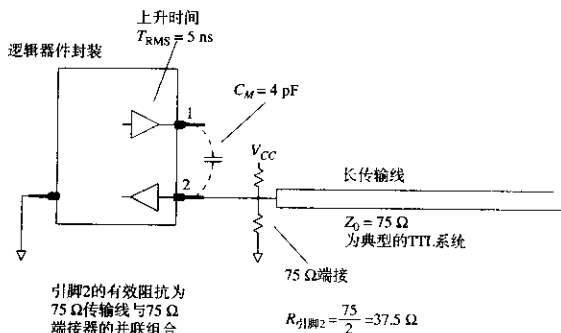 上升时间
T_RMS = 5 ns
逻辑器件封装
C_M = 4 pF
1
V_CC
长传输线
2
Z_0 = 75 Ω
为典型的TTL系统
75 Ω端接
引脚2的有效阻抗为
75 Ω传输线与75 Ω
端接器的并联组合
R_引脚2 = 75/2 = 37.5 Ω